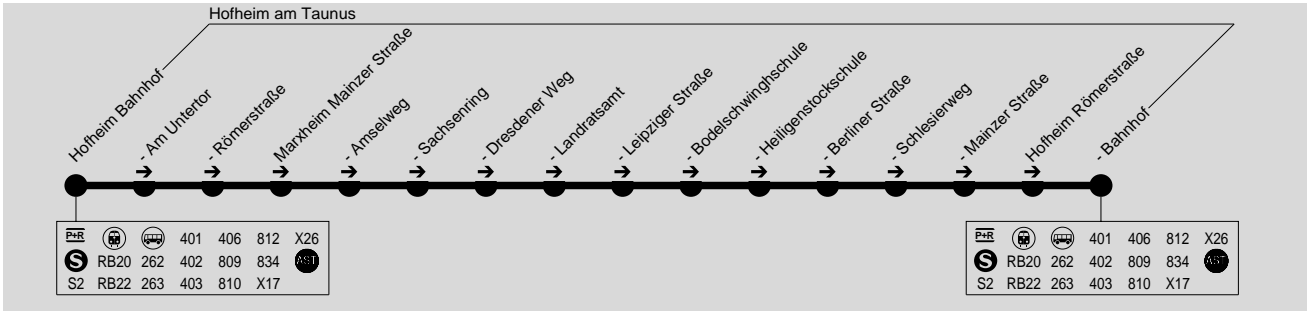 Hofheim am Taunus
Hofheim Bahnhof
- Am Untertor
- Römerstraße
Marxheim Mainzer Straße
- Amselweg
- Sachsenring
- Dresdener Weg
- Landratsamt
- Leipziger Straße
- Bodelschwinghschule
- Heiligenstockschule
- Berliner Straße
- Schlesierweg
- Mainzer Straße
Hofheim Römerstraße
- Bahnhof
P+R 401 406 812 X26
S RB20 262 402 809 834 AST
S2 RB22 263 403 810 X17
P+R 401 406 812 X26
S RB20 262 402 809 834 AST
S2 RB22 263 403 810 X17